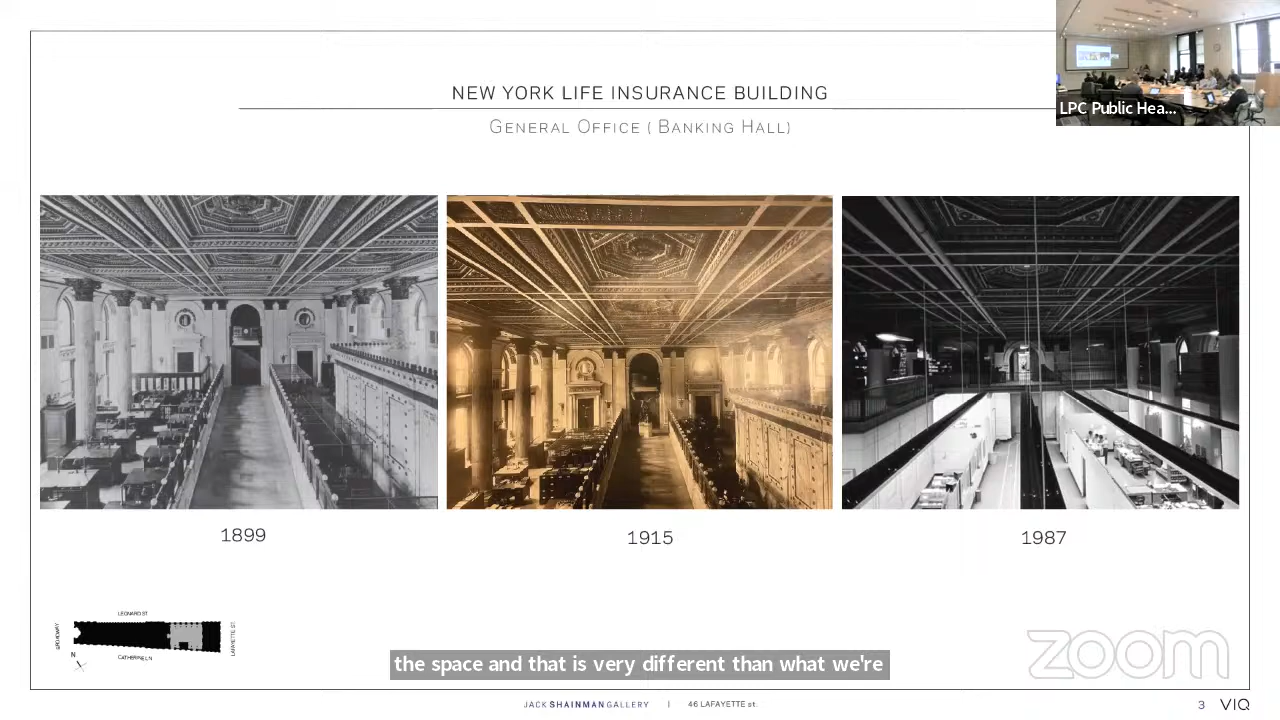 NEW YORK LIFE INSURANCE BUILDING
GENERAL OFFICE ( BANKING HALL)
LPC Public Hea...
1899
1915
1987
LEONARD ST.
BROADWAY
LAFAYETTE ST.
N
CATHERINE LN
the space and that is very different than what we're
zoom
JACK SHAINMAN GALLERY | 46 LAFAYETTE st.
3 VIQ